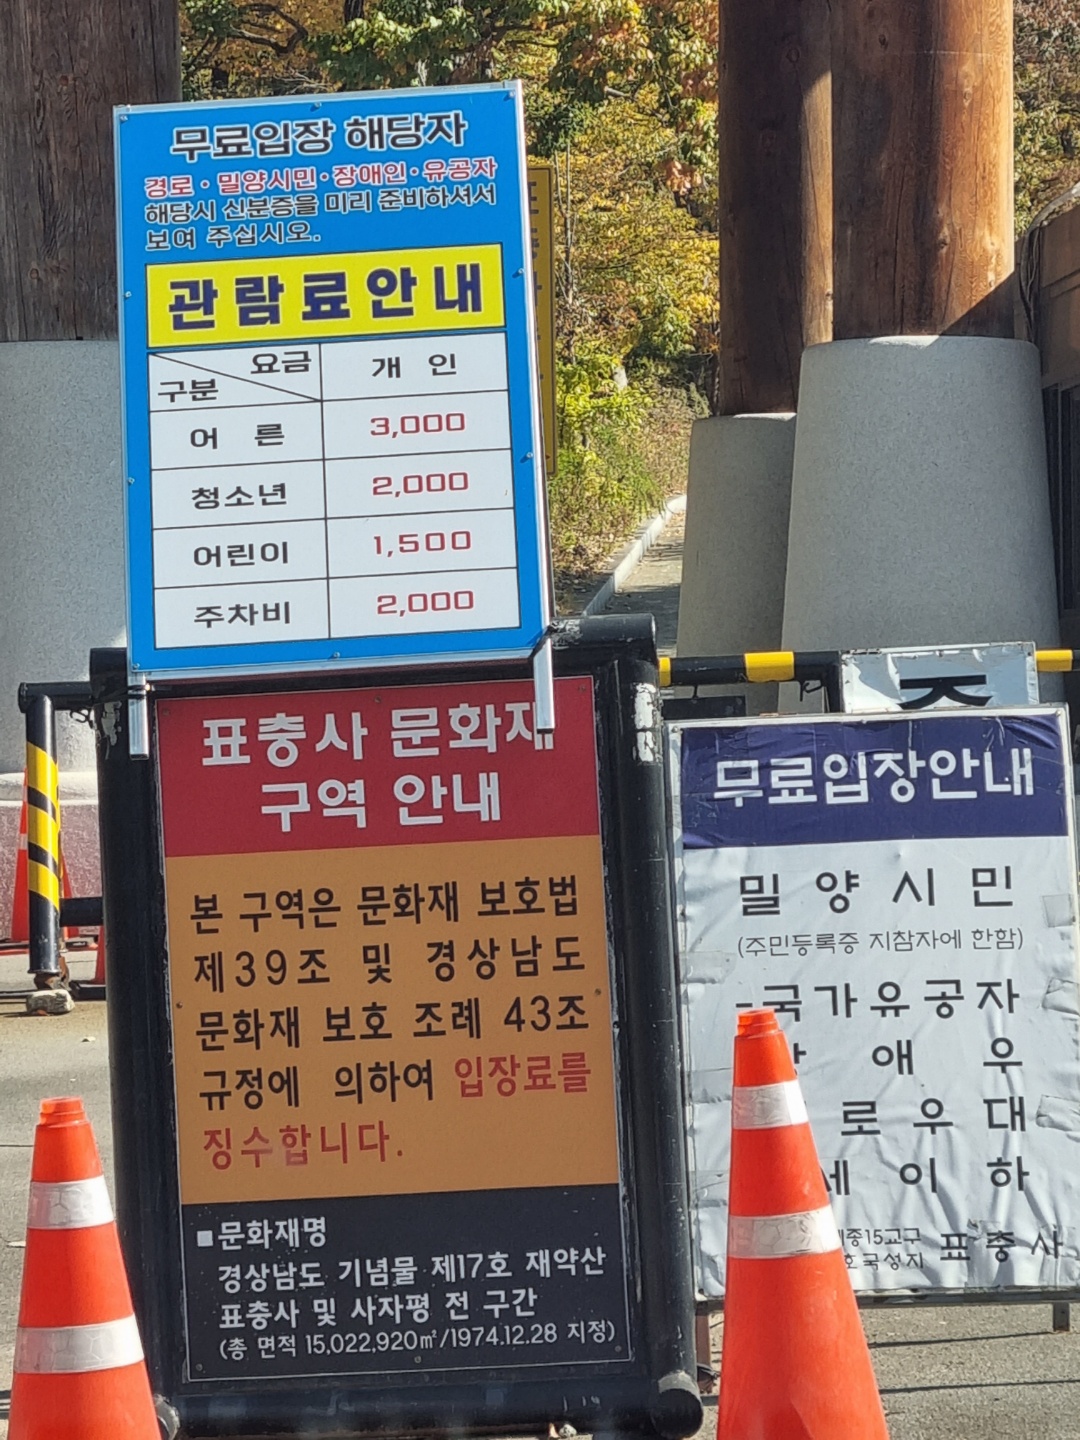 무료입장 해당자
경로·밀양시민·장애인·유공자
해당시 신분증을 미리 준비하셔서
보여 주십시오.
관람료안내
요금
구분
개 인
어 른 3,000
청소년 2,000
어린이 1,500
주차비 2,000
표충사 문화재
구역 안내
본 구역은 문화재 보호법
제39조 및 경상남도
문화재 보호 조례 43조
규정에 의하여 입장료를
징수합니다.
■문화재명
경상남도 기념물 제17호 재약산
표충사 및 사자평 전 구간
(총 면적 15,022,920㎡/1974.12.28 지정)
무료입장안내
밀 양 시 민
(주민등록증 지참자에 한함)
국가유공자
애 우
로 우 대
세 이 하
종15교구
호국성지
표충사